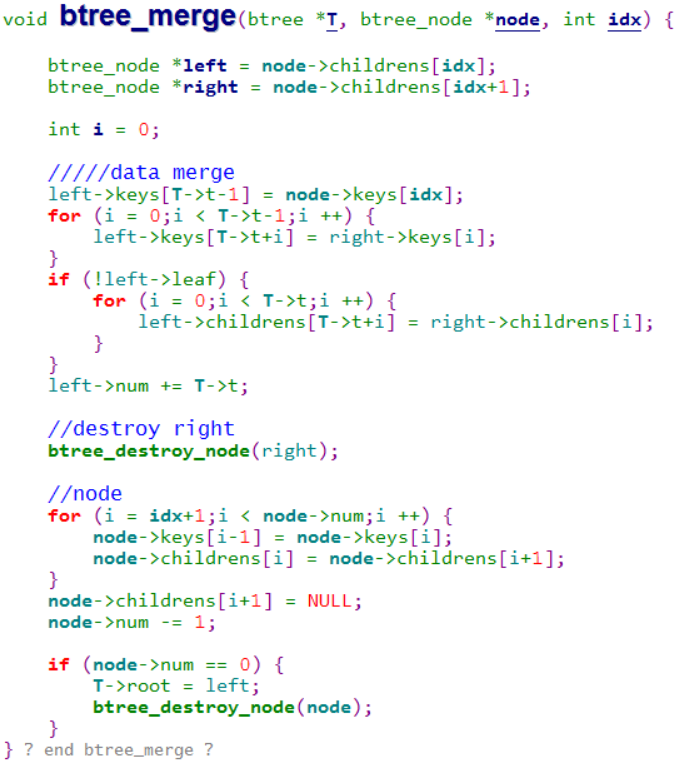 void btree_merge(btree *T, btree_node *node, int idx) {
btree_node *left = node->childrens[idx];
btree_node *right = node->childrens[idx+1];
int i = 0;
/////data merge
left->keys[T->t-1] = node->keys[idx];
for (i = 0;i < T->t-1;i ++) {
left->keys[T->t+i] = right->keys[i];
}
if (!left->leaf) {
for (i = 0;i < T->t;i ++) {
left->childrens[T->t+i] = right->childrens[i];
}
}
left->num += T->t;
//destroy right
btree_destroy_node(right);
//node
for (i = idx+1;i < node->num;i ++) {
node->keys[i-1] = node->keys[i];
node->childrens[i] = node->childrens[i+1];
}
node->childrens[i+1] = NULL;
node->num -= 1;
if (node->num == 0) {
T->root = left;
btree_destroy_node(node);
}
} ? end btree_merge ?